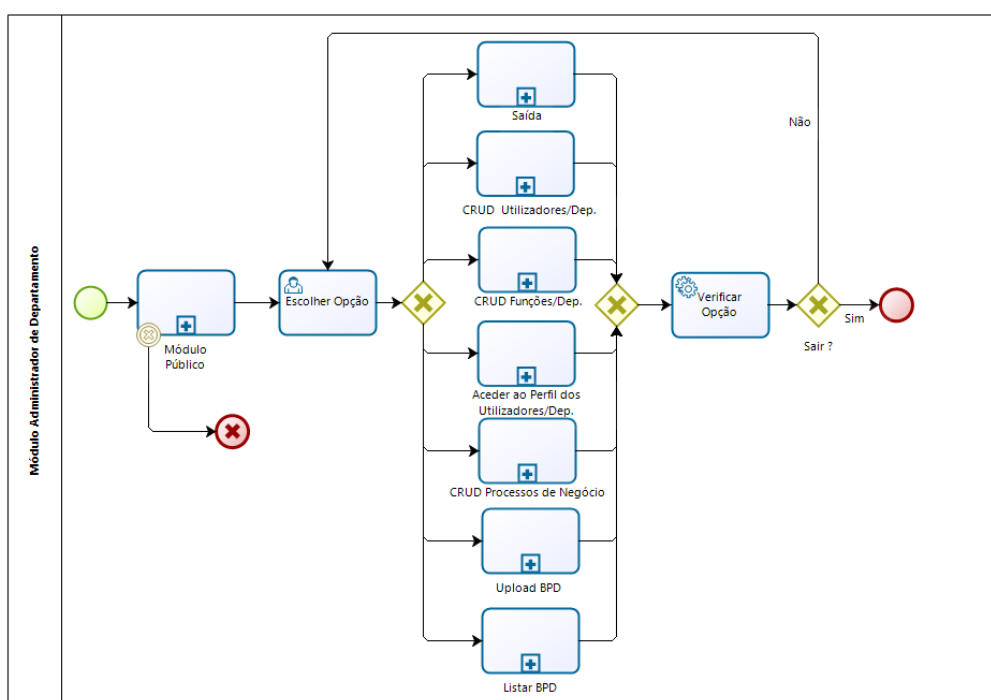 Módulo Administrador de Departamento
Saída
Não
CRUD Utilizadores/Dep.
Escolher Opção
CRUD Funções/Dep.
Verificar
Opção
Sim
Sair ?
Módulo
Público
Aceder ao Perfil dos
Utilizadores/Dep.
CRUD Processos de Negócio
Upload BPD
Listar BPD